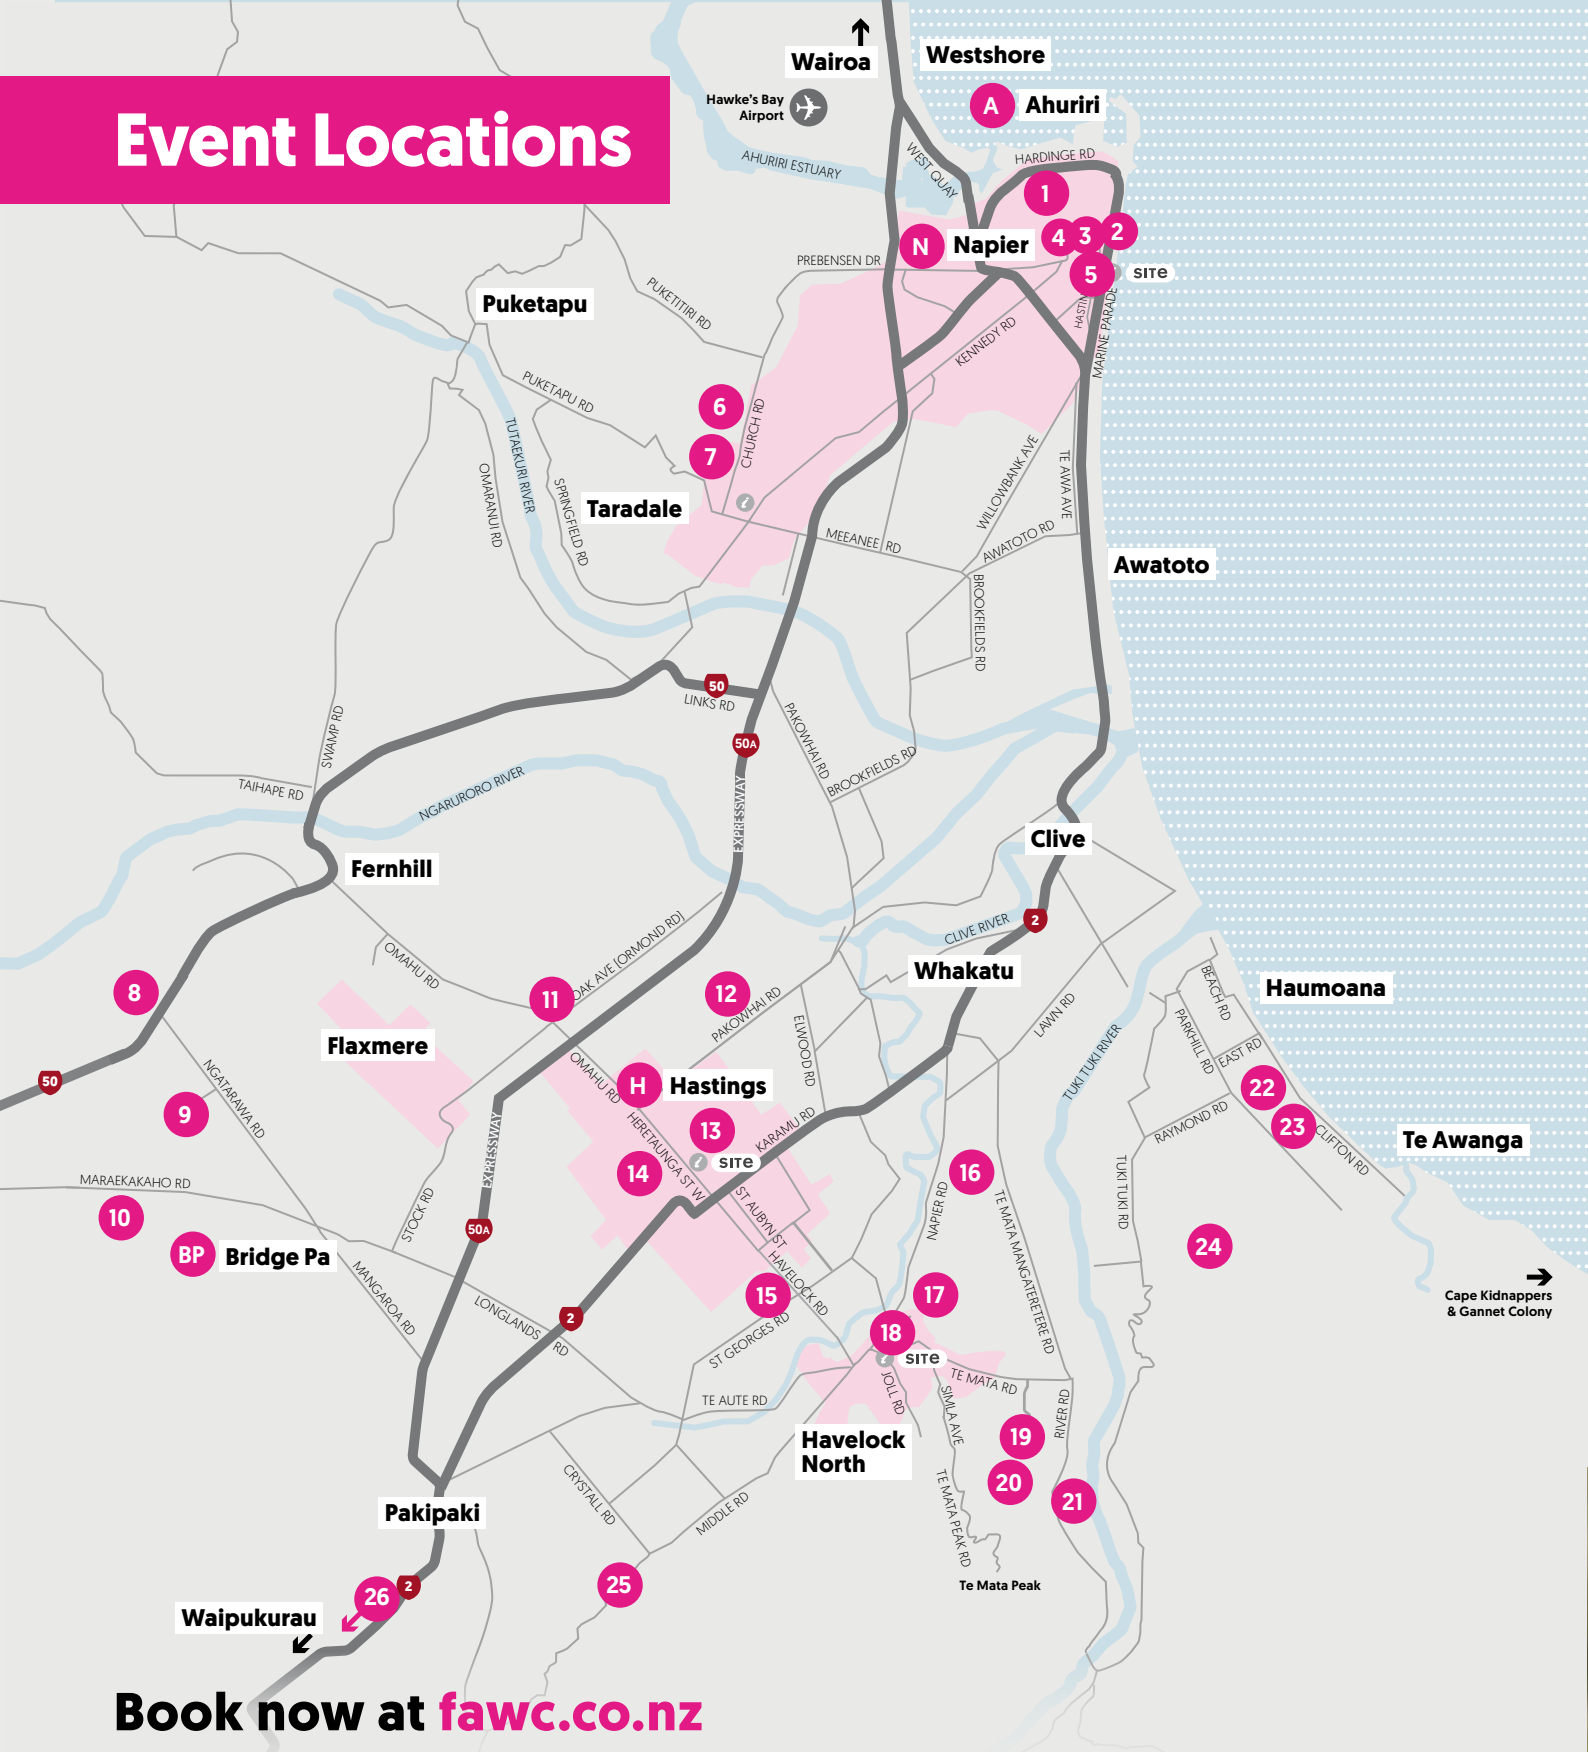 Wairoa
Westshore
Hawke's Bay
Airport
A
Ahuriri
Event Locations
AHURIRI ESTUARY
WEST QUAY
HARDINGE RD
1
N
Napier
4
3
2
5
SITE
PREBENSEN DR
PUKETITIRI RD
Puketapu
HASTIN
MARINE PARADE
KENNEDY RD
PUKETAPU RD
6
7
CHURCH RD
TUTAEKURI RIVER
OMARANUI RD
SPRINGFIELD RD
Taradale
i
WILLOWBANK AVE
TE AWA AVE
MEEANEE RD
AWATOTO RD
Awatoto
BROOKFIELDS RD
50
LINKS RD
SWAMP RD
50A
PAKOWHAI RD
BROOKFIELDS RD
TAIHAPE RD
NGARURORO RIVER
EXPRESSWAY
Clive
Fernhill
2
CLIVE RIVER
OMAHU RD
OAK AVE [ORMOND RD]
Whakatu
8
11
12
PAKOWHAI RD
BEACH RD
Haumoana
LAWN RD
PARKHILL RD
EAST RD
Flaxmere
ELWOOD RD
TUKI TUKI RIVER
50
OMAHU RD
H
Hastings
22
9
NGATARAWA RD
HERETAUNGA ST W
13
KARAMU RD
RAYMOND RD
23
CLIFTON RD
Te Awanga
EXPRESSWAY
i
SITE
14
16
MARAEKAKAHO RD
10
STOCK RD
ST AUBYN ST
NAPIER RD
TE MATA MANGATERETERE RD
TUKI TUKI RD
50A
24
BP
Bridge Pa
MANGAROA RD
HAVELOCK RD
15
17
Cape Kidnappers
& Gannet Colony
LONGLANDS RD
2
ST GEORGES RD
18
i
SITE
TE AUTE RD
JOLL RD
SIMLA AVE
TE MATA RD
RIVER RD
Havelock
North
19
20
21
CRYSTALL RD
MIDDLE RD
TE MATA PEAK RD
Pakipaki
Te Mata Peak
25
26
2
Waipukurau
Book now at fawc.co.nz